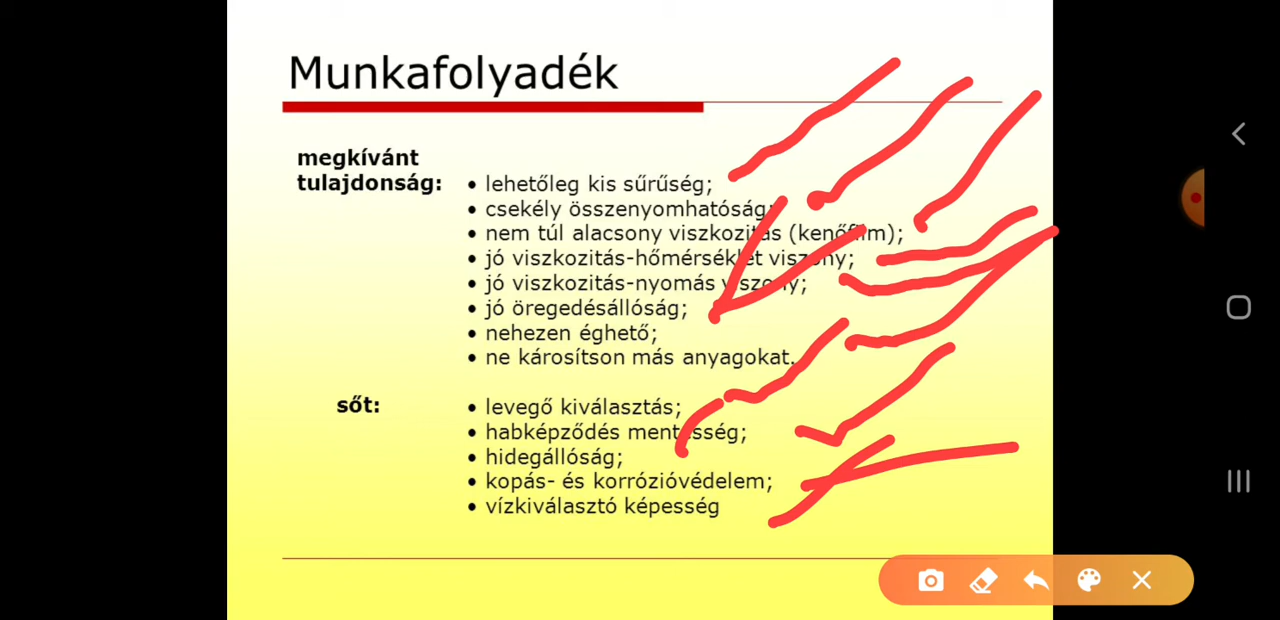 Munkafolyadék
megkívánt
tulajdonság:
• lehetőleg kis sűrűség;
• csekély összenyomhatóság;
• nem túl alacsony viszkozitás (kenőfilm);
• jó viszkozitás-hőmérséklet viszony;
• jó viszkozitás-nyomás viszony;
• jó öregedésállóság;
• nehezen éghető;
• ne károsítson más anyagokat.
sőt:
• levegő kiválasztás;
• habképződés mentesség;
• hidegállóság;
• kopás- és korrózióvédelem;
• vízkiválasztó képesség